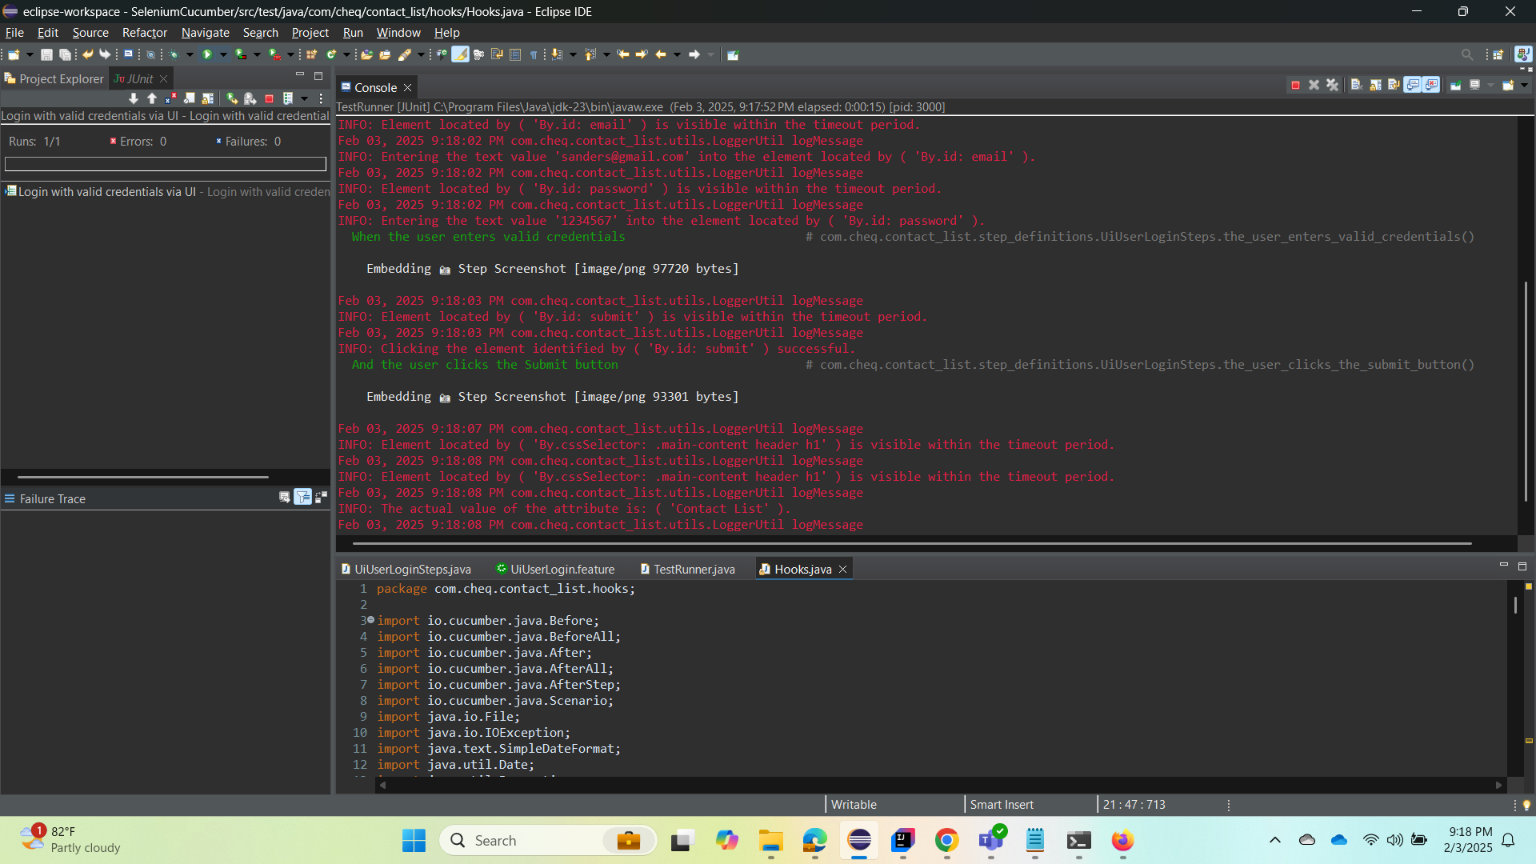 eclipse-workspace - SeleniumCucumber/src/test/java/com/cheq/contact_list/hooks/Hooks.java - Eclipse IDE
File Edit Source Refactor Navigate Search Project Run Window Help
Project Explorer
JUnit
Login with valid credentials via UI - Login with valid credential
Runs: 1/1
Errors: 0
Failures: 0
Login with valid credentials via UI - Login with valid creden
Failure Trace
Console
TestRunner [JUnit] C:\Program Files\Java\jdk-23\bin\javaw.exe (Feb 3, 2025, 9:17:52 PM elapsed: 0:00:15) [pid: 3000]
INFO: Element located by ( 'By.id: email' ) is visible within the timeout period.
Feb 03, 2025 9:18:02 PM com.cheq.contact_list.utils.LoggerUtil logMessage
INFO: Entering the text value 'sanders@gmail.com' into the element located by ( 'By.id: email' ).
Feb 03, 2025 9:18:02 PM com.cheq.contact_list.utils.LoggerUtil logMessage
INFO: Element located by ( 'By.id: password' ) is visible within the timeout period.
Feb 03, 2025 9:18:02 PM com.cheq.contact_list.utils.LoggerUtil logMessage
INFO: Entering the text value '1234567' into the element located by ( 'By.id: password' ).
When the user enters valid credentials # com.cheq.contact_list.step_definitions.UiUserLoginSteps.the_user_enters_valid_credentials()
Embedding Step Screenshot [image/png 97720 bytes]
Feb 03, 2025 9:18:03 PM com.cheq.contact_list.utils.LoggerUtil logMessage
INFO: Element located by ( 'By.id: submit' ) is visible within the timeout period.
Feb 03, 2025 9:18:03 PM com.cheq.contact_list.utils.LoggerUtil logMessage
INFO: Clicking the element identified by ( 'By.id: submit' ) successful.
And the user clicks the Submit button # com.cheq.contact_list.step_definitions.UiUserLoginSteps.the_user_clicks_the_submit_button()
Embedding Step Screenshot [image/png 93301 bytes]
Feb 03, 2025 9:18:07 PM com.cheq.contact_list.utils.LoggerUtil logMessage
INFO: Element located by ( 'By.cssSelector: .main-content header h1' ) is visible within the timeout period.
Feb 03, 2025 9:18:08 PM com.cheq.contact_list.utils.LoggerUtil logMessage
INFO: Element located by ( 'By.cssSelector: .main-content header h1' ) is visible within the timeout period.
Feb 03, 2025 9:18:08 PM com.cheq.contact_list.utils.LoggerUtil logMessage
INFO: The actual value of the attribute is: ( 'Contact List' ).
Feb 03, 2025 9:18:08 PM com.cheq.contact_list.utils.LoggerUtil logMessage
UiUserLoginSteps.java
UiUserLogin.feature
TestRunner.java
Hooks.java
1 package com.cheq.contact_list.hooks;
2
3 import io.cucumber.java.Before;
4 import io.cucumber.java.BeforeAll;
5 import io.cucumber.java.After;
6 import io.cucumber.java.AfterAll;
7 import io.cucumber.java.AfterStep;
8 import io.cucumber.java.Scenario;
9 import java.io.File;
10 import java.io.IOException;
11 import java.text.SimpleDateFormat;
12 import java.util.Date;
Writable
Smart Insert
21 : 47 : 713
1
82°F
Partly cloudy
Search
9:18 PM
2/3/2025